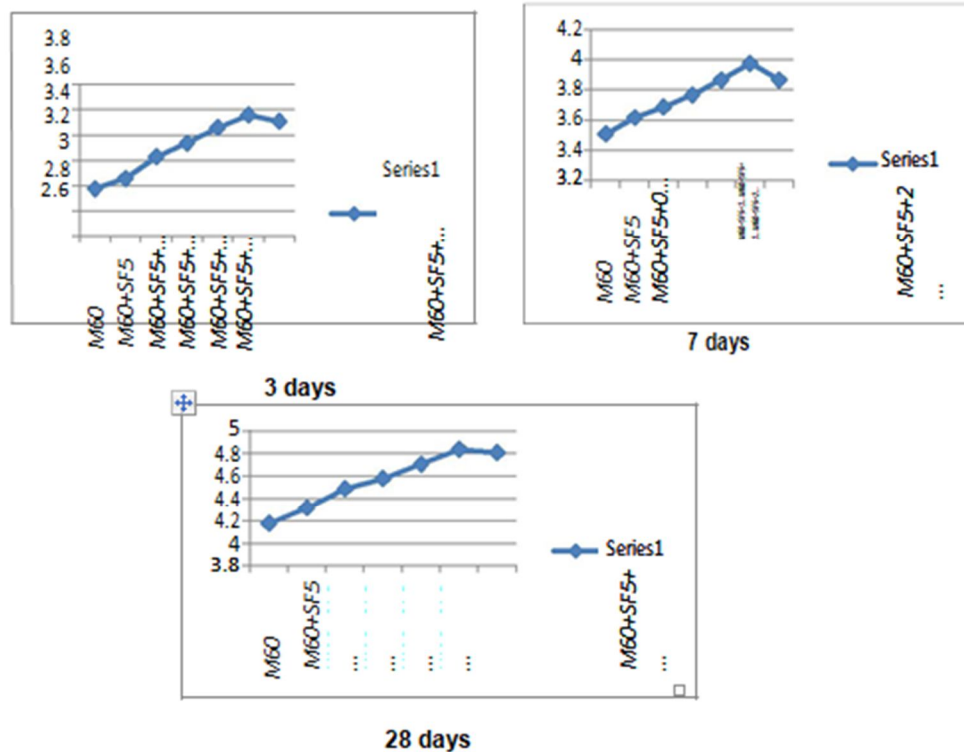 3.8
3.6
3.4
3.2
3
2.8
2.6
Series1
M60
M60+SF5
M60+SF5+...
M60+SF5+...
M60+SF5+...
M60+SF5+...
M60+SF5+...
3 days
4.2
4
3.8
3.6
3.4
3.2
Series1
M60
M60+SF5
M60+SF5+0...
M60+SF5+2
...
7 days
5
4.8
4.6
4.4
4.2
4
3.8
Series1
M60
M60+SF5
...
...
...
...
M60+SF5+
...
28 days